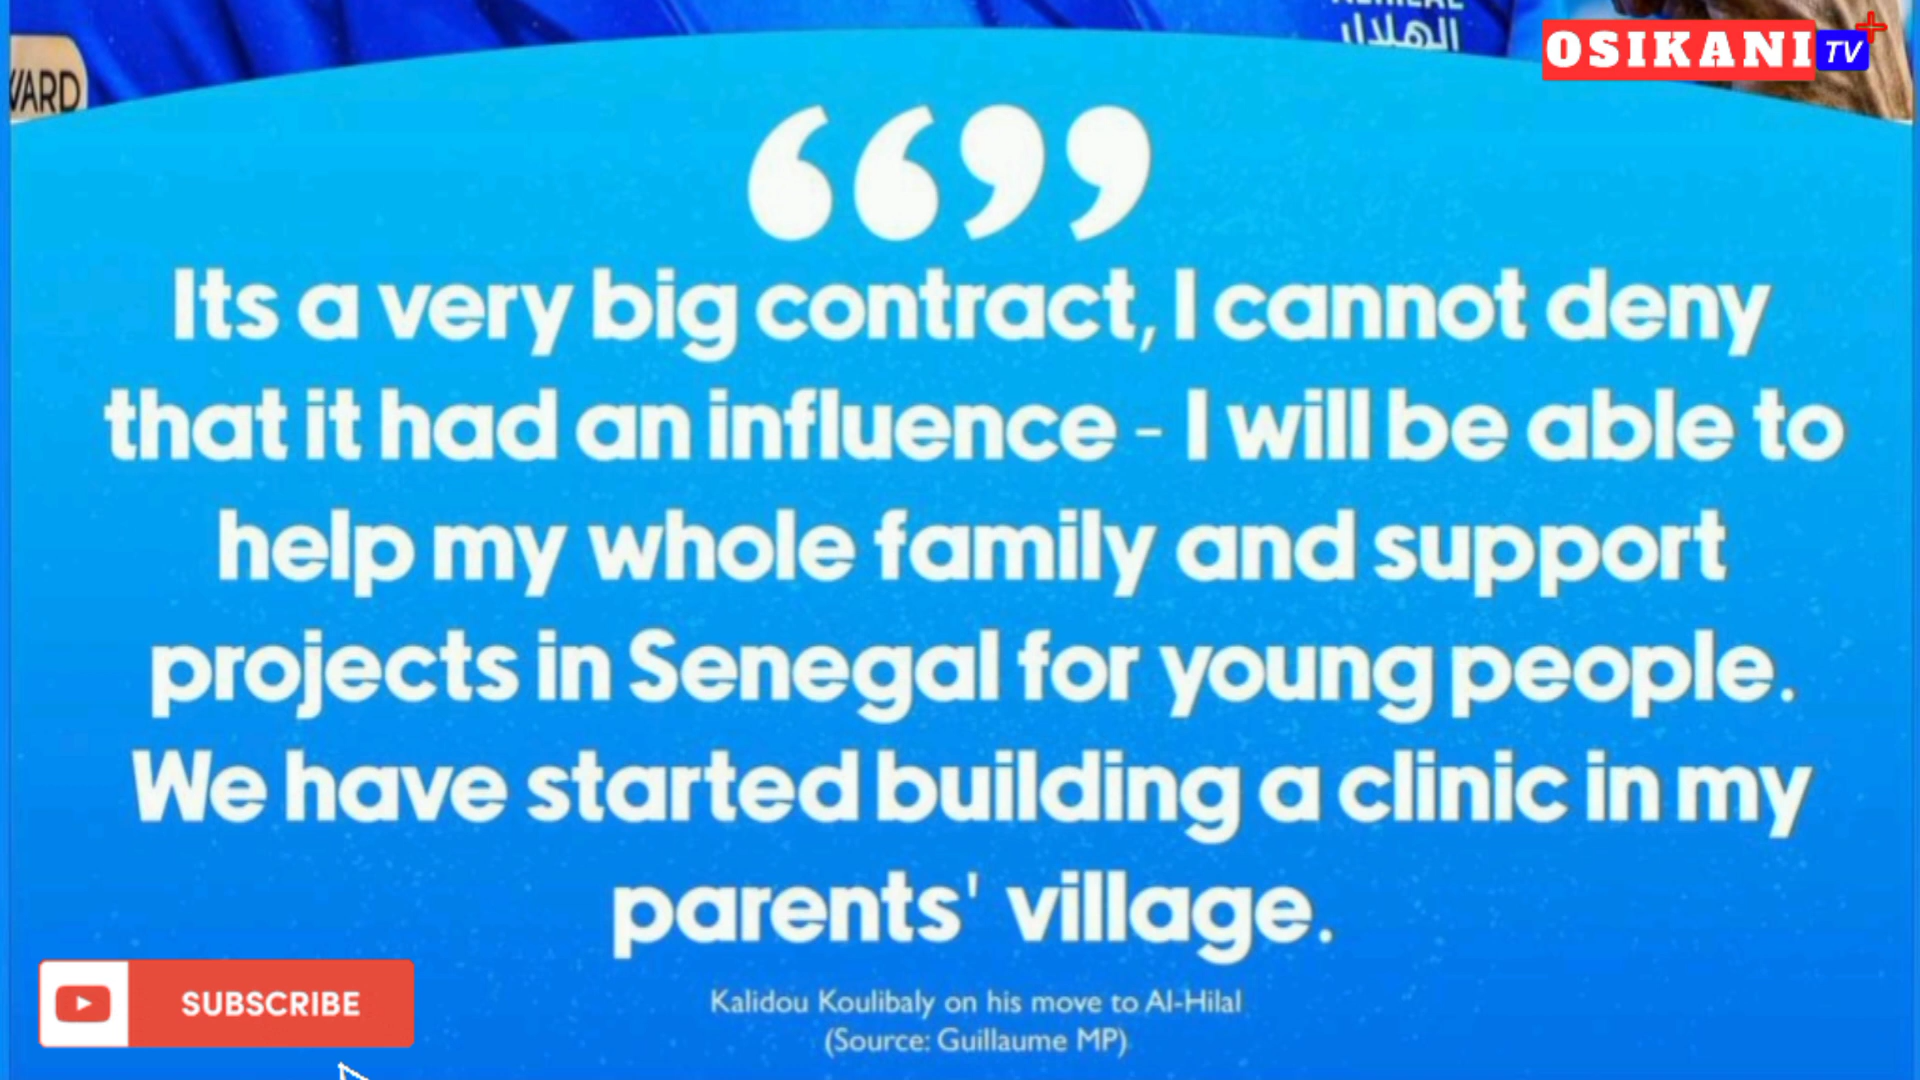 الهلال
OSIKANI TV
WARD
Its a very big contract, I cannot deny
that it had an influence - I will be able to
help my whole family and support
projects in Senegal for young people.
We have started building a clinic in my
parents' village.
SUBSCRIBE
Kalidou Koulibaly on his move to Al-Hilal
(Source: Guillaume MP)